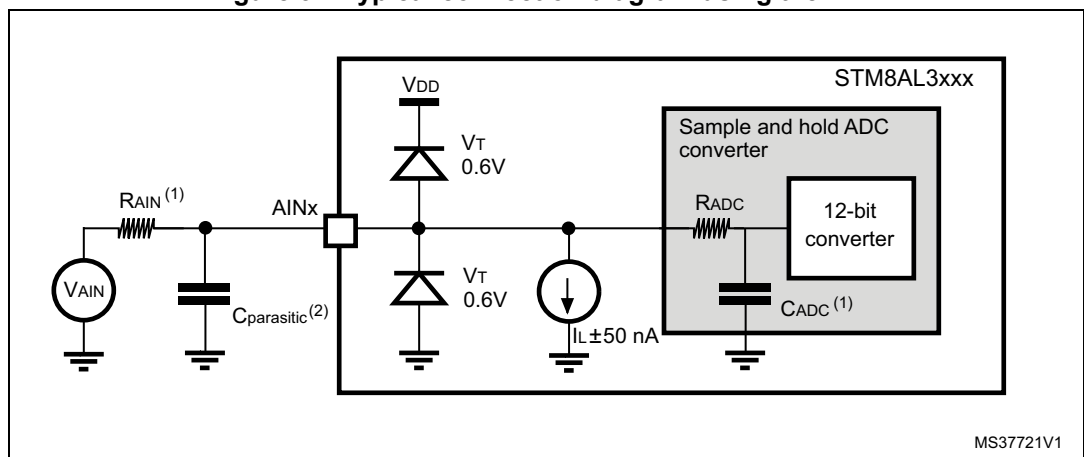 STM8AL3xxx
VDD
Sample and hold ADC
converter
VT
0.6V
RAIN (1)
AINx
RADC
12-bit
converter
VAIN
Cparasitic(2)
VT
0.6V
IL±50 nA
CADC (1)
MS37721V1